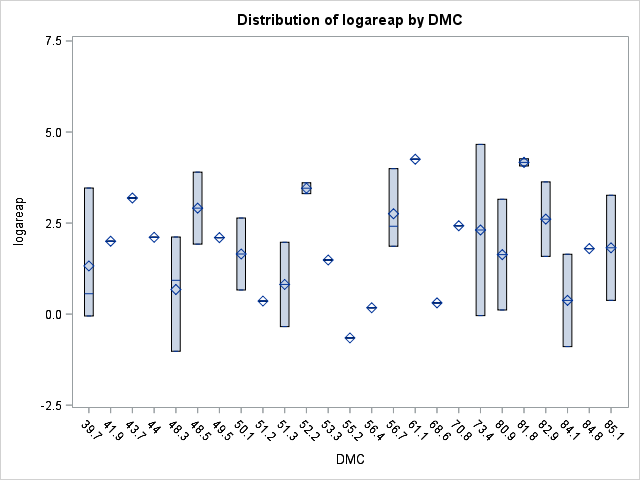 Distribution of logareap by DMC
7.5
5.0
2.5
0.0
-2.5
logareap
39.7 41.9 43.7 44 48.3 48.5 49.5 50.1 51.2 51.3 52.2 53.3 55.2 56.4 56.7 61.1 68.6 70.8 73.4 80.9 81.8 82.9 84.1 84.8 85.1
DMC